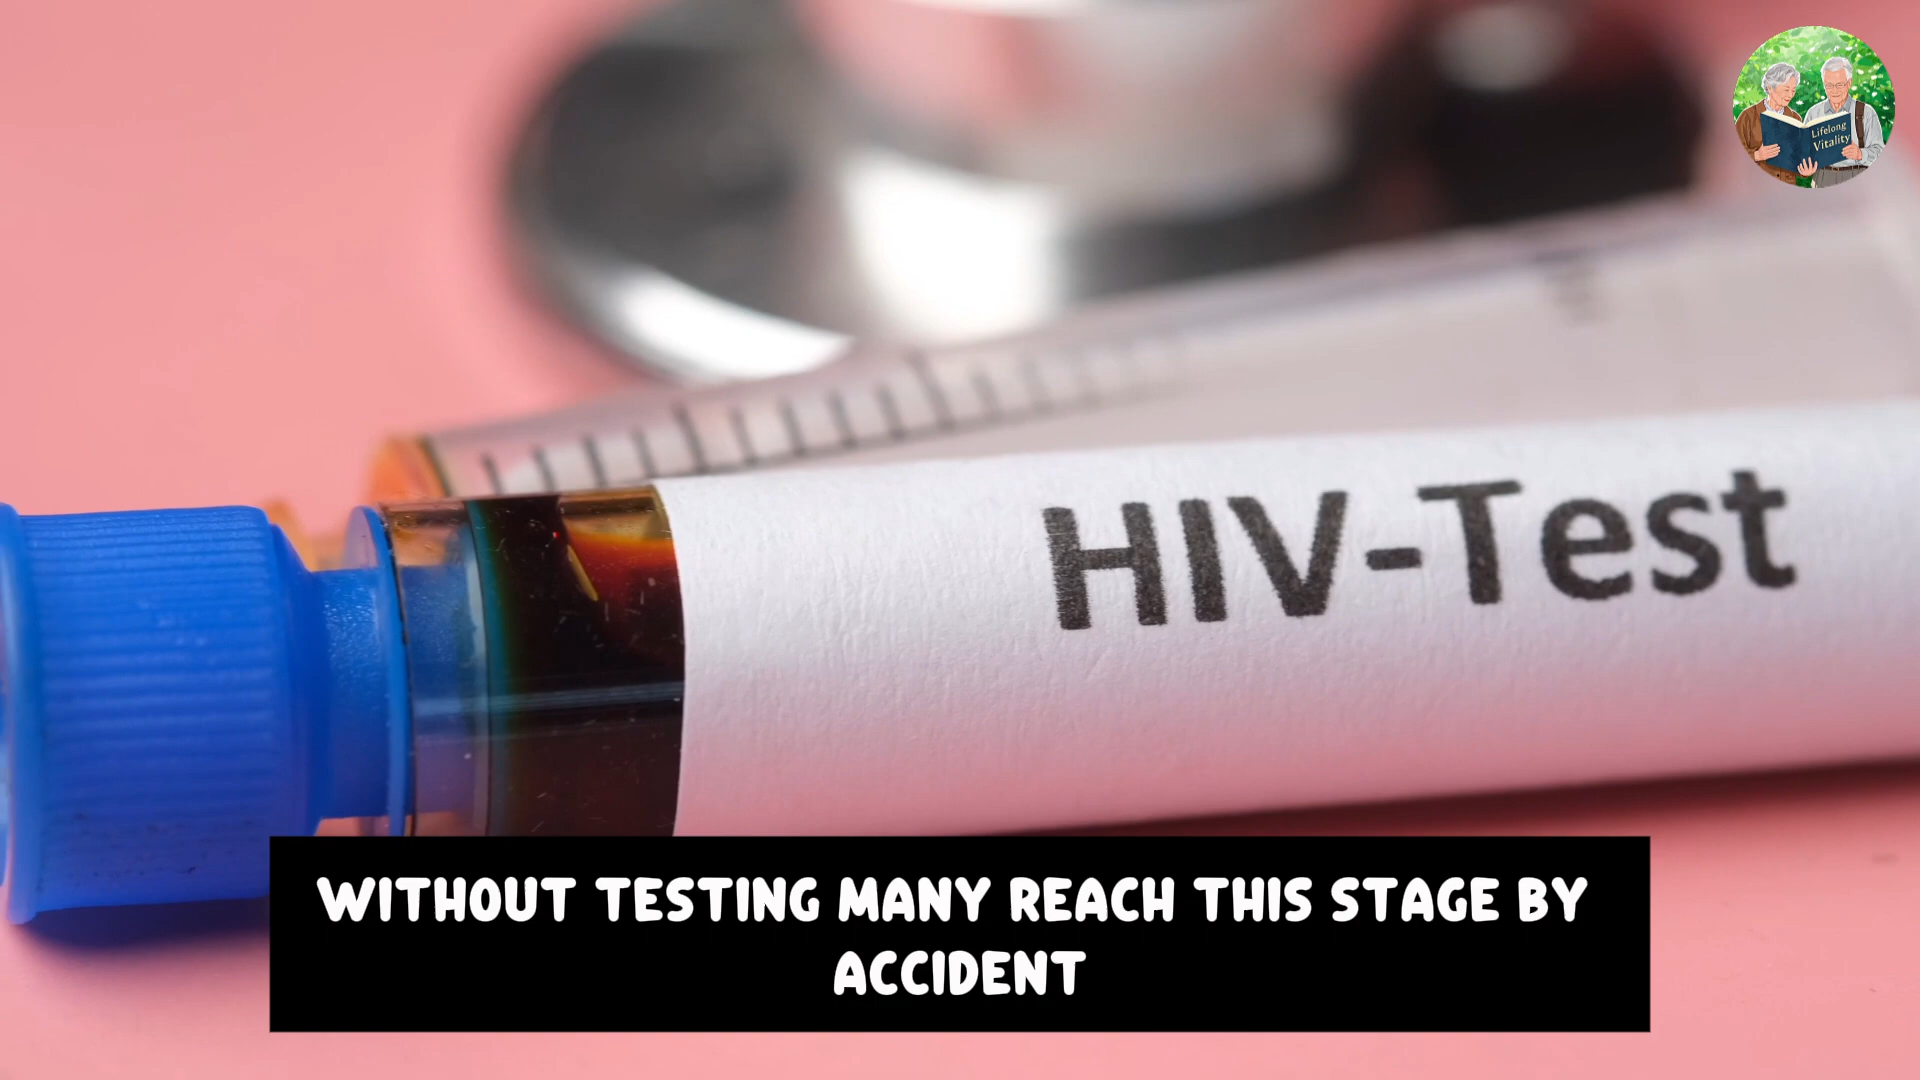 Lifelong
Vitality
HIV-Test
WITHOUT TESTING MANY REACH THIS STAGE BY
ACCIDENT